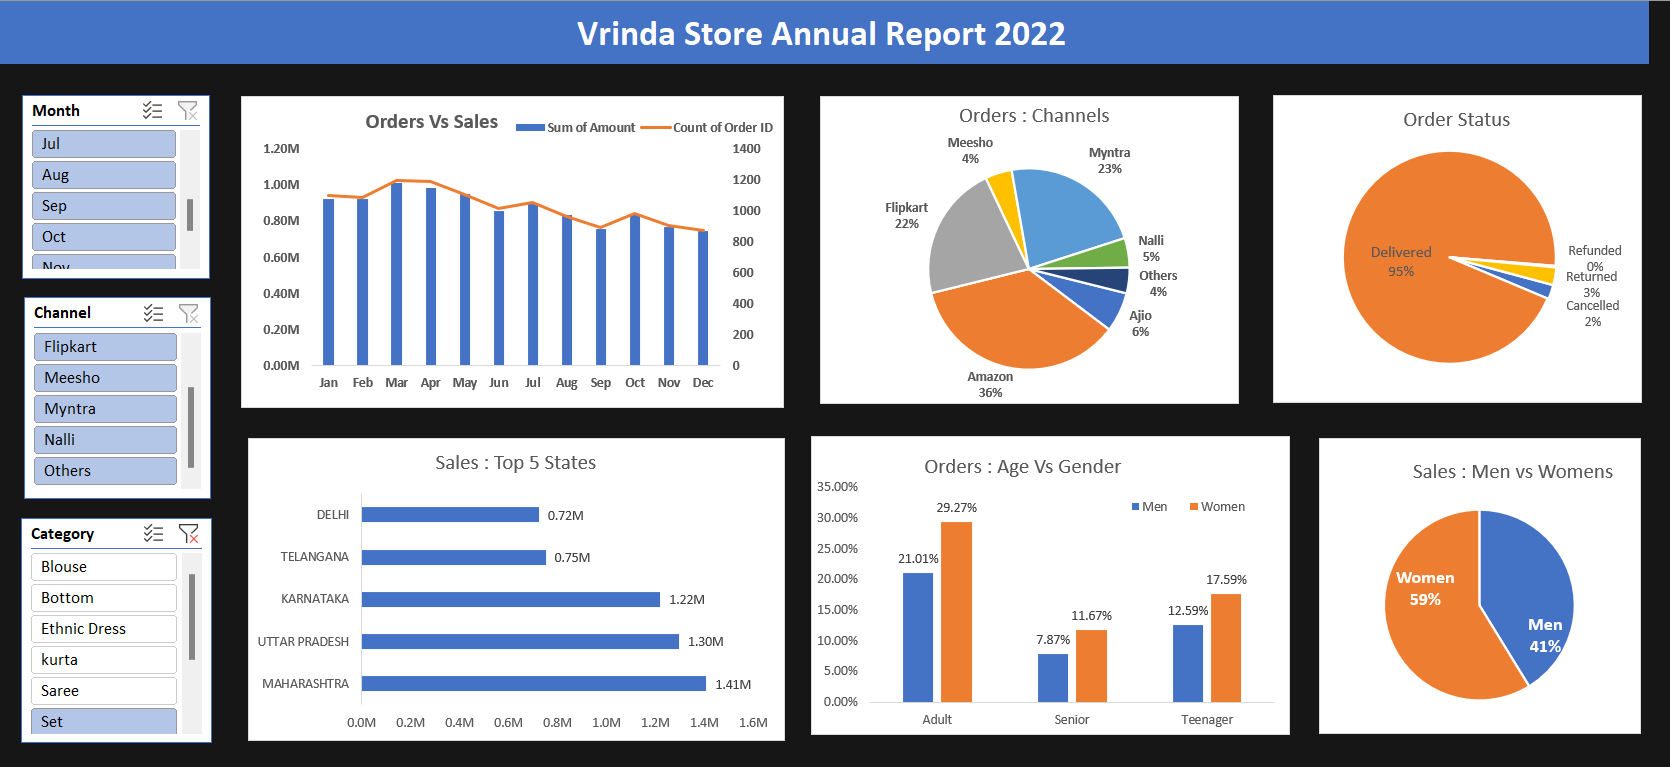 Vrinda Store Annual Report 2022
Month
Jul
Aug
Sep
Oct
Nov
Channel
Flipkart
Meesho
Myntra
Nalli
Others
Category
Blouse
Bottom
Ethnic Dress
kurta
Saree
Set
Orders Vs Sales
Sum of Amount
Count of Order ID
1.20M
1.00M
0.80M
0.60M
0.40M
0.20M
0.00M
1400
1200
1000
800
600
400
200
0
Jan Feb Mar Apr May Jun Jul Aug Sep Oct Nov Dec
Orders : Channels
Meesho
4%
Myntra
23%
Flipkart
22%
Nalli
5%
Others
4%
Ajio
6%
Amazon
36%
Order Status
Delivered
95%
Refunded
0%
Returned
3%
Cancelled
2%
Sales : Top 5 States
DELHI 0.72M
TELANGANA 0.75M
KARNATAKA 1.22M
UTTAR PRADESH 1.30M
MAHARASHTRA 1.41M
0.0M 0.2M 0.4M 0.6M 0.8M 1.0M 1.2M 1.4M 1.6M
Orders : Age Vs Gender
Men Women
35.00%
30.00%
25.00%
20.00%
15.00%
10.00%
5.00%
0.00%
21.01% 29.27%
7.87% 11.67%
12.59% 17.59%
Adult Senior Teenager
Sales : Men vs Womens
Women
59%
Men
41%